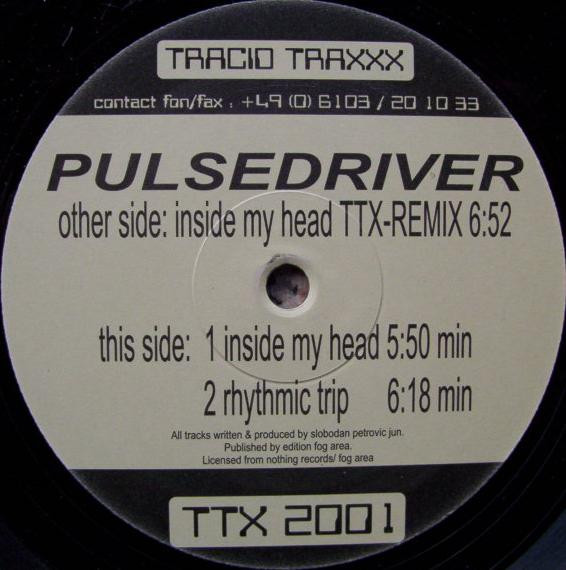 TRACID TRAXXX
contact fon/fax : +49 (0) 6103 / 20 10 33
PULSEDRIVER
other side: inside my head TTX-REMIX 6:52
this side: 1 inside my head 5:50 min
2 rhythmic trip 6:18 min
All tracks written & produced by slobodan petrovic jun.
Published by edition fog area.
Licensed from nothing records/ fog area
TTX 2001